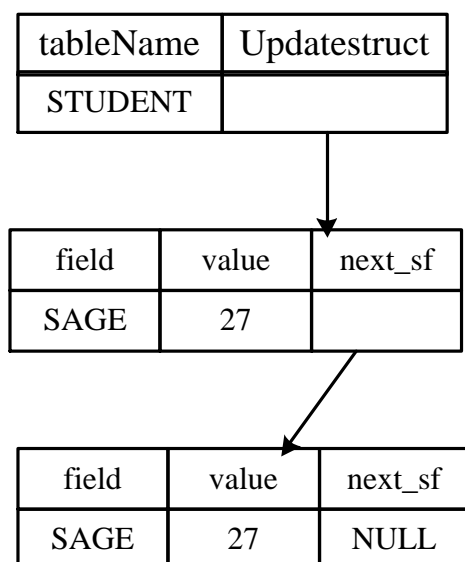 tableName Updatestruct
STUDENT
field value next_sf
SAGE 27
field value next_sf
SAGE 27 NULL